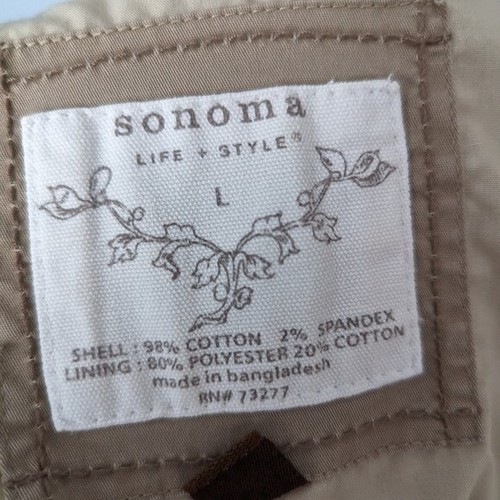 sonoma
LIFE + STYLE®
L
SHELL : 98% COTTON 2% SPANDEX
LINING : 80% POLYESTER 20% COTTON
made in bangladesh
RN# 73277